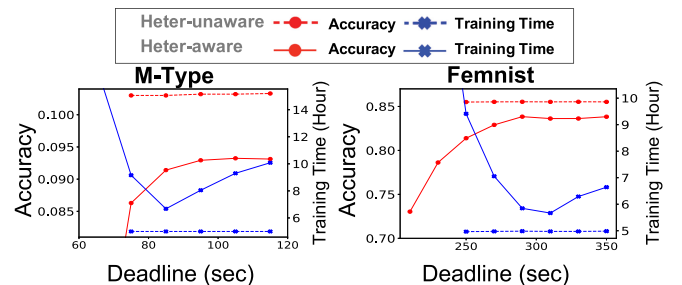 Heter-unaware Accuracy Training Time
Heter-aware Accuracy Training Time
M-Type
Accuracy
0.100
0.095
0.090
0.085
60 80 100 120
14
12
10
8
6
Training Time (Hour)
Deadline (sec)
Femnist
Accuracy
0.85
0.80
0.75
0.70
250 300 350
10
9
8
7
6
5
Training Time (Hour)
Deadline (sec)